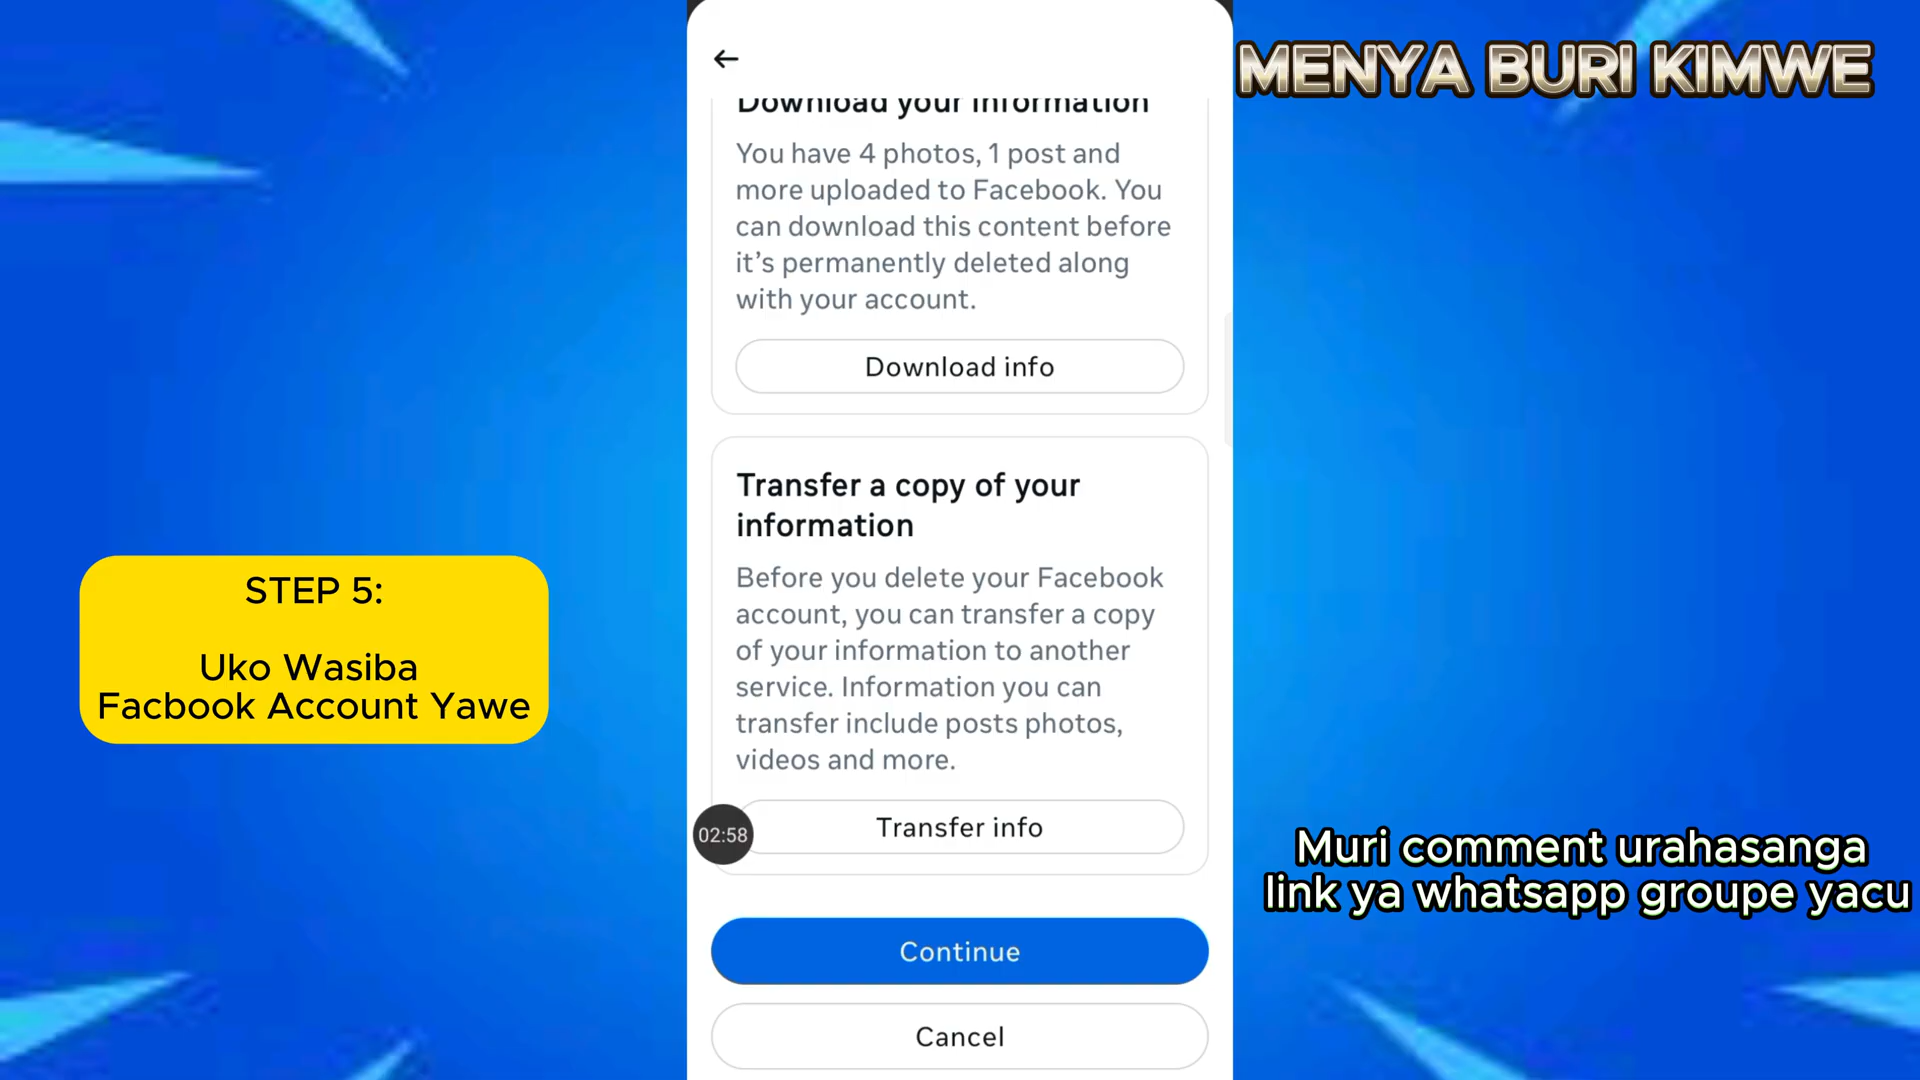 MENYA BURI KIMWE
Download your information
You have 4 photos, 1 post and
more uploaded to Facebook. You
can download this content before
it’s permanently deleted along
with your account.
Download info
Transfer a copy of your
information
Before you delete your Facebook
account, you can transfer a copy
of your information to another
service. Information you can
transfer include posts photos,
videos and more.
02:58
Transfer info
Continue
Cancel
STEP 5:
Uko Wasiba
Facbook Account Yawe
Muri comment urahasanga
link ya whatsapp groupe yacu